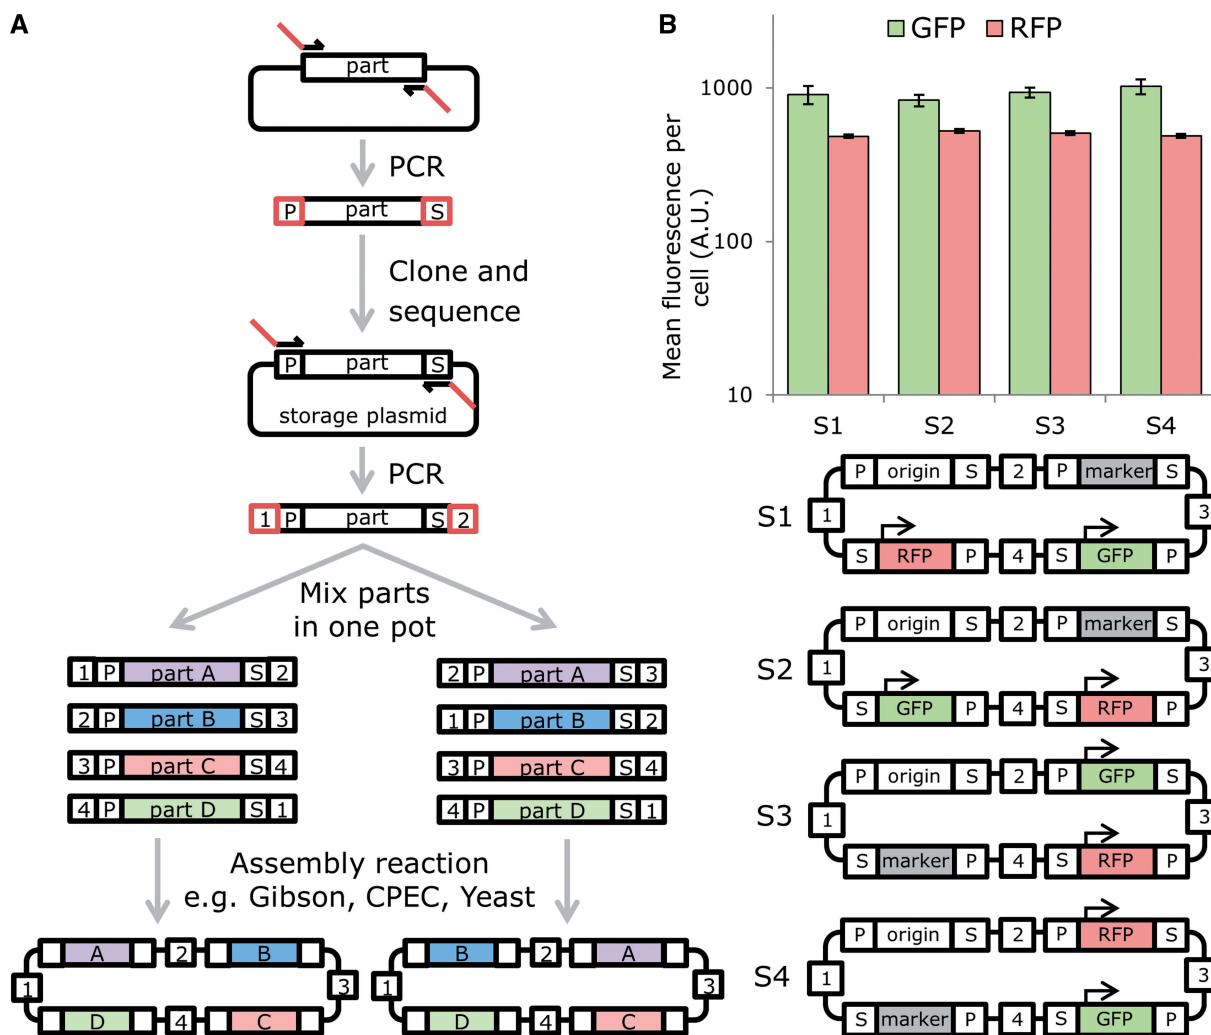 A
part
PCR
P part S
Clone and
sequence
P part S
storage plasmid
PCR
1 P part S 2
Mix parts
in one pot
1 P part A S 2
2 P part B S 3
3 P part C S 4
4 P part D S 1
2 P part A S 3
1 P part B S 2
3 P part C S 4
4 P part D S 1
Assembly reaction
e.g. Gibson, CPEC, Yeast
A 2 B
1 3
D 4 C
B 2 A
1 3
D 4 C
B
GFP RFP
Mean fluorescence per
cell (A.U.)
1000
100
10
S1 S2 S3 S4
S1
P origin S 2 P marker S
1 3
S RFP P 4 S GFP P
S2
P origin S 2 P marker S
1 3
S GFP P 4 S RFP P
S3
P origin S 2 P GFP S
1 3
S marker P 4 S RFP P
S4
P origin S 2 P RFP S
1 3
S marker P 4 S GFP P